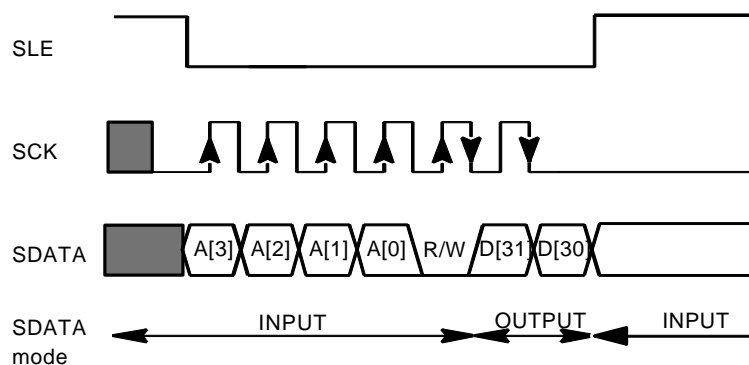 SLE
SCK
SDATA A[3] A[2] A[1] A[0] R/W D[31] D[30]
SDATA mode INPUT OUTPUT INPUT